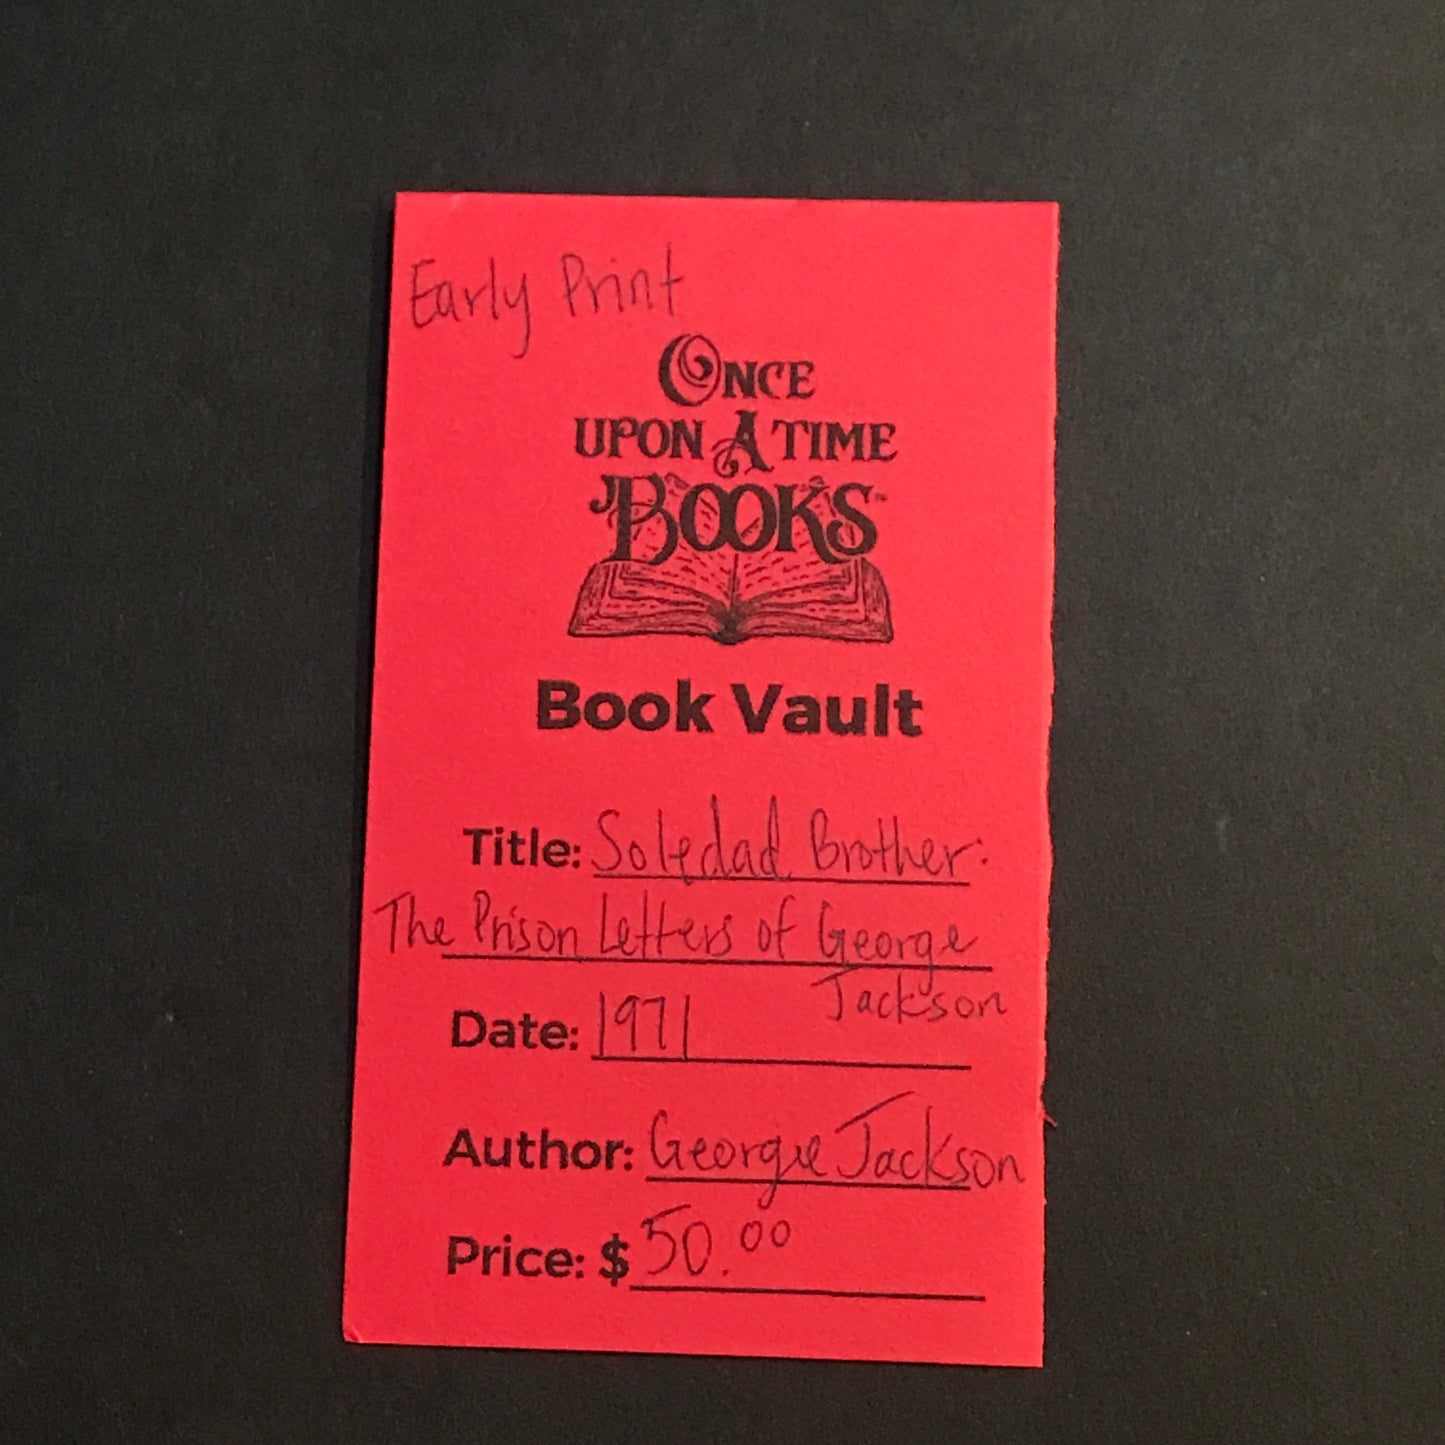 Early Print
ONCE
UPON A TIME
BOOKS™
Book Vault
Title: Soledad Brother:
The Prison Letters of George
Jackson
Date: 1971
Author: George Jackson
Price: $50.00